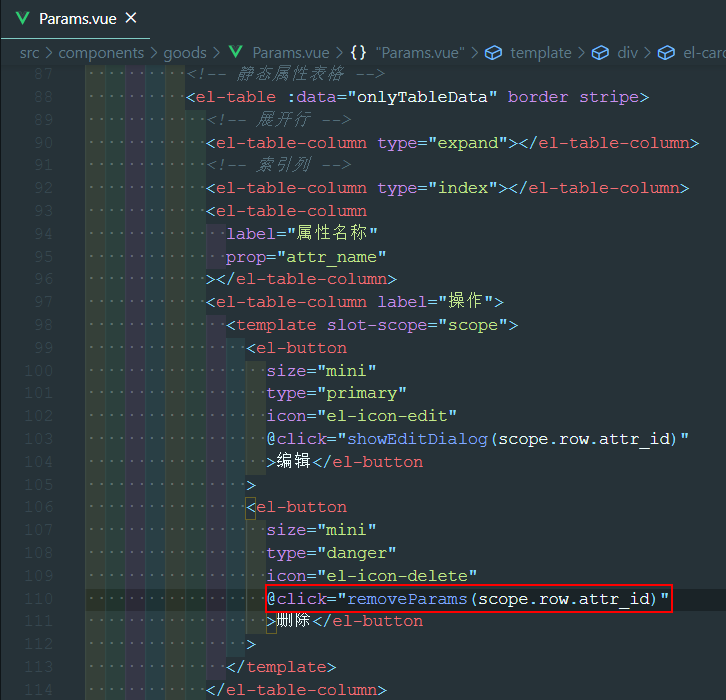 Params.vue ×
src > components > goods > Params.vue > {} "Params.vue" > template > div > el-card
87 <!-- 静态属性表格 -->
88 <el-table :data="onlyTableData" border stripe>
89 <!-- 展开行 -->
90 <el-table-column type="expand"></el-table-column>
91 <!-- 索引列 -->
92 <el-table-column type="index"></el-table-column>
93 <el-table-column
94 label="属性名称"
95 prop="attr_name"
96 ></el-table-column>
97 <el-table-column label="操作">
98 <template slot-scope="scope">
99 <el-button
100 size="mini"
101 type="primary"
102 icon="el-icon-edit"
103 @click="showEditDialog(scope.row.attr_id)"
104 >编辑</el-button
105 >
106 <el-button
107 size="mini"
108 type="danger"
109 icon="el-icon-delete"
110 @click="removeParams(scope.row.attr_id)"
111 >删除</el-button
112 >
113 </template>
114 </el-table-column>